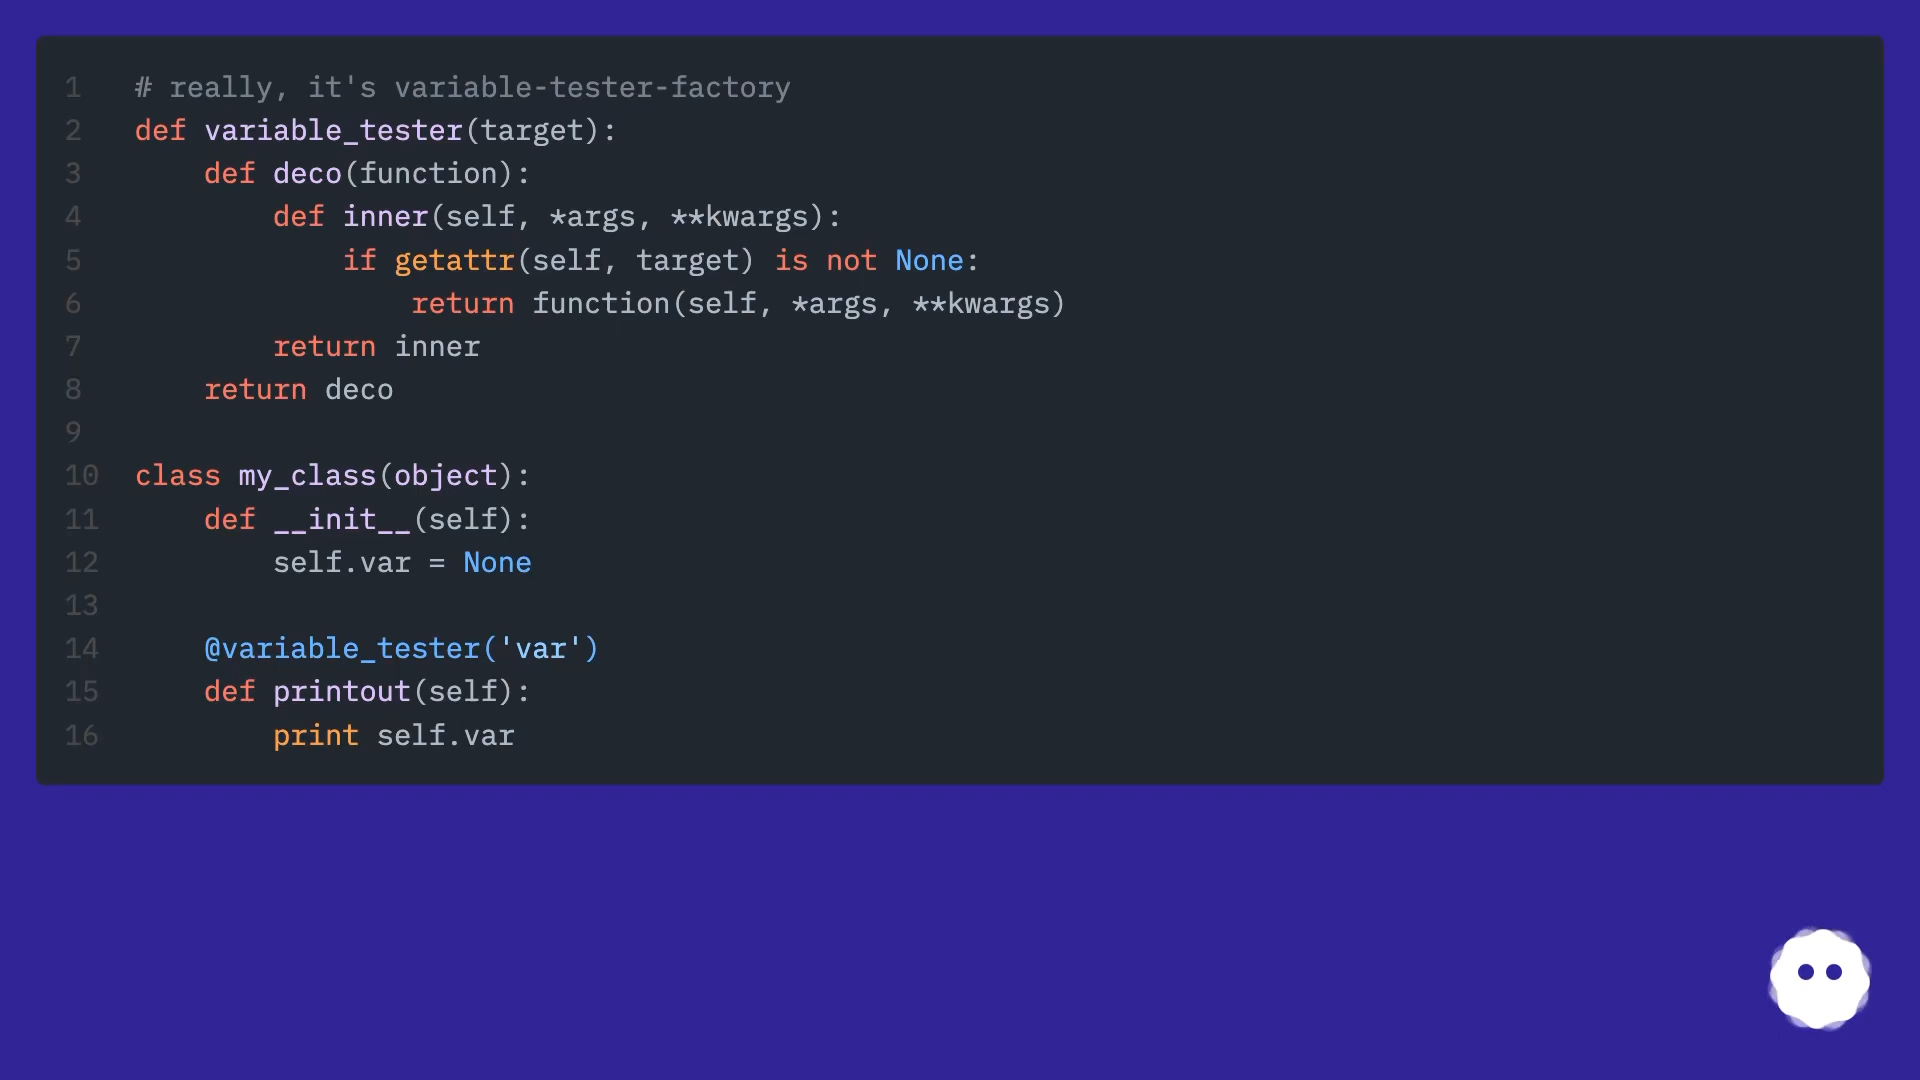 1 # really, it's variable-tester-factory
2 def variable_tester(target):
3     def deco(function):
4         def inner(self, *args, **kwargs):
5             if getattr(self, target) is not None:
6                 return function(self, *args, **kwargs)
7         return inner
8     return deco
9
10 class my_class(object):
11     def __init__(self):
12         self.var = None
13
14     @variable_tester('var')
15     def printout(self):
16         print self.var